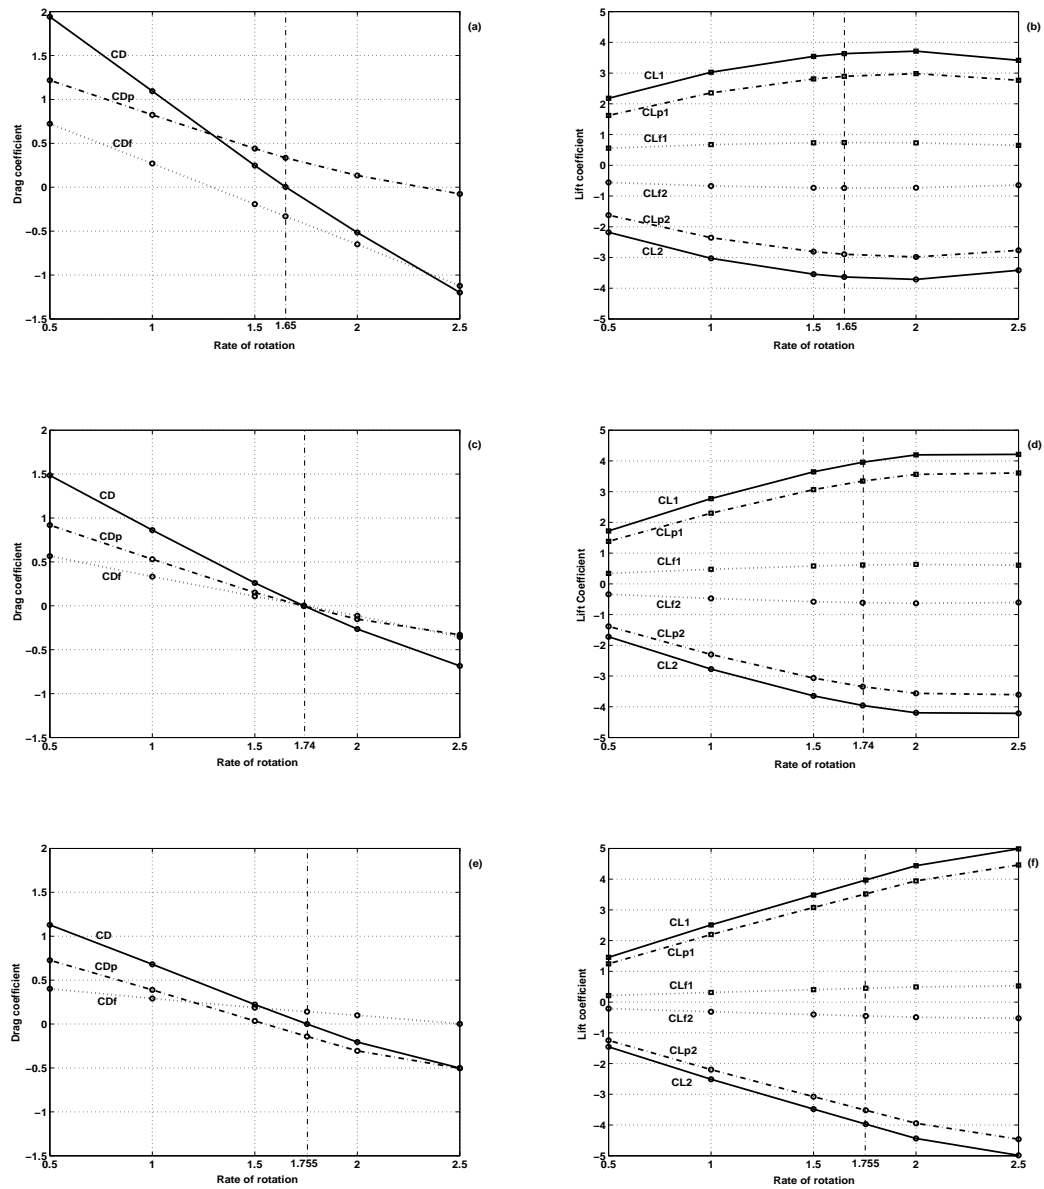 (a)
2
1.5
1
0.5
0
−0.5
−1
−1.5
Drag coefficient
CD
CDp
CDf
0.5 1 1.5 1.65 2 2.5
Rate of rotation
(b)
5
4
3
2
1
0
−1
−2
−3
−4
−5
Lift coefficient
CL1
CLp1
CLf1
CLf2
CLp2
CL2
0.5 1 1.5 1.65 2 2.5
Rate of rotation
(c)
2
1.5
1
0.5
0
−0.5
−1
−1.5
Drag coefficient
CD
CDp
CDf
0.5 1 1.5 1.74 2 2.5
Rate of rotation
(d)
5
4
3
2
1
0
−1
−2
−3
−4
−5
Lift Coefficient
CL1
CLp1
CLf1
CLf2
CLp2
CL2
0.5 1 1.5 1.74 2 2.5
Rate of rotation
(e)
2
1.5
1
0.5
0
−0.5
−1
−1.5
Drag coefficient
CD
CDp
CDf
0.5 1 1.5 1.755 2 2.5
Rate of rotation
(f)
5
4
3
2
1
0
−1
−2
−3
−4
−5
Lift coefficient
CL1
CLp1
CLf1
CLf2
CLp2
CL2
0.5 1 1.5 1.755 2 2.5
Rate of rotation